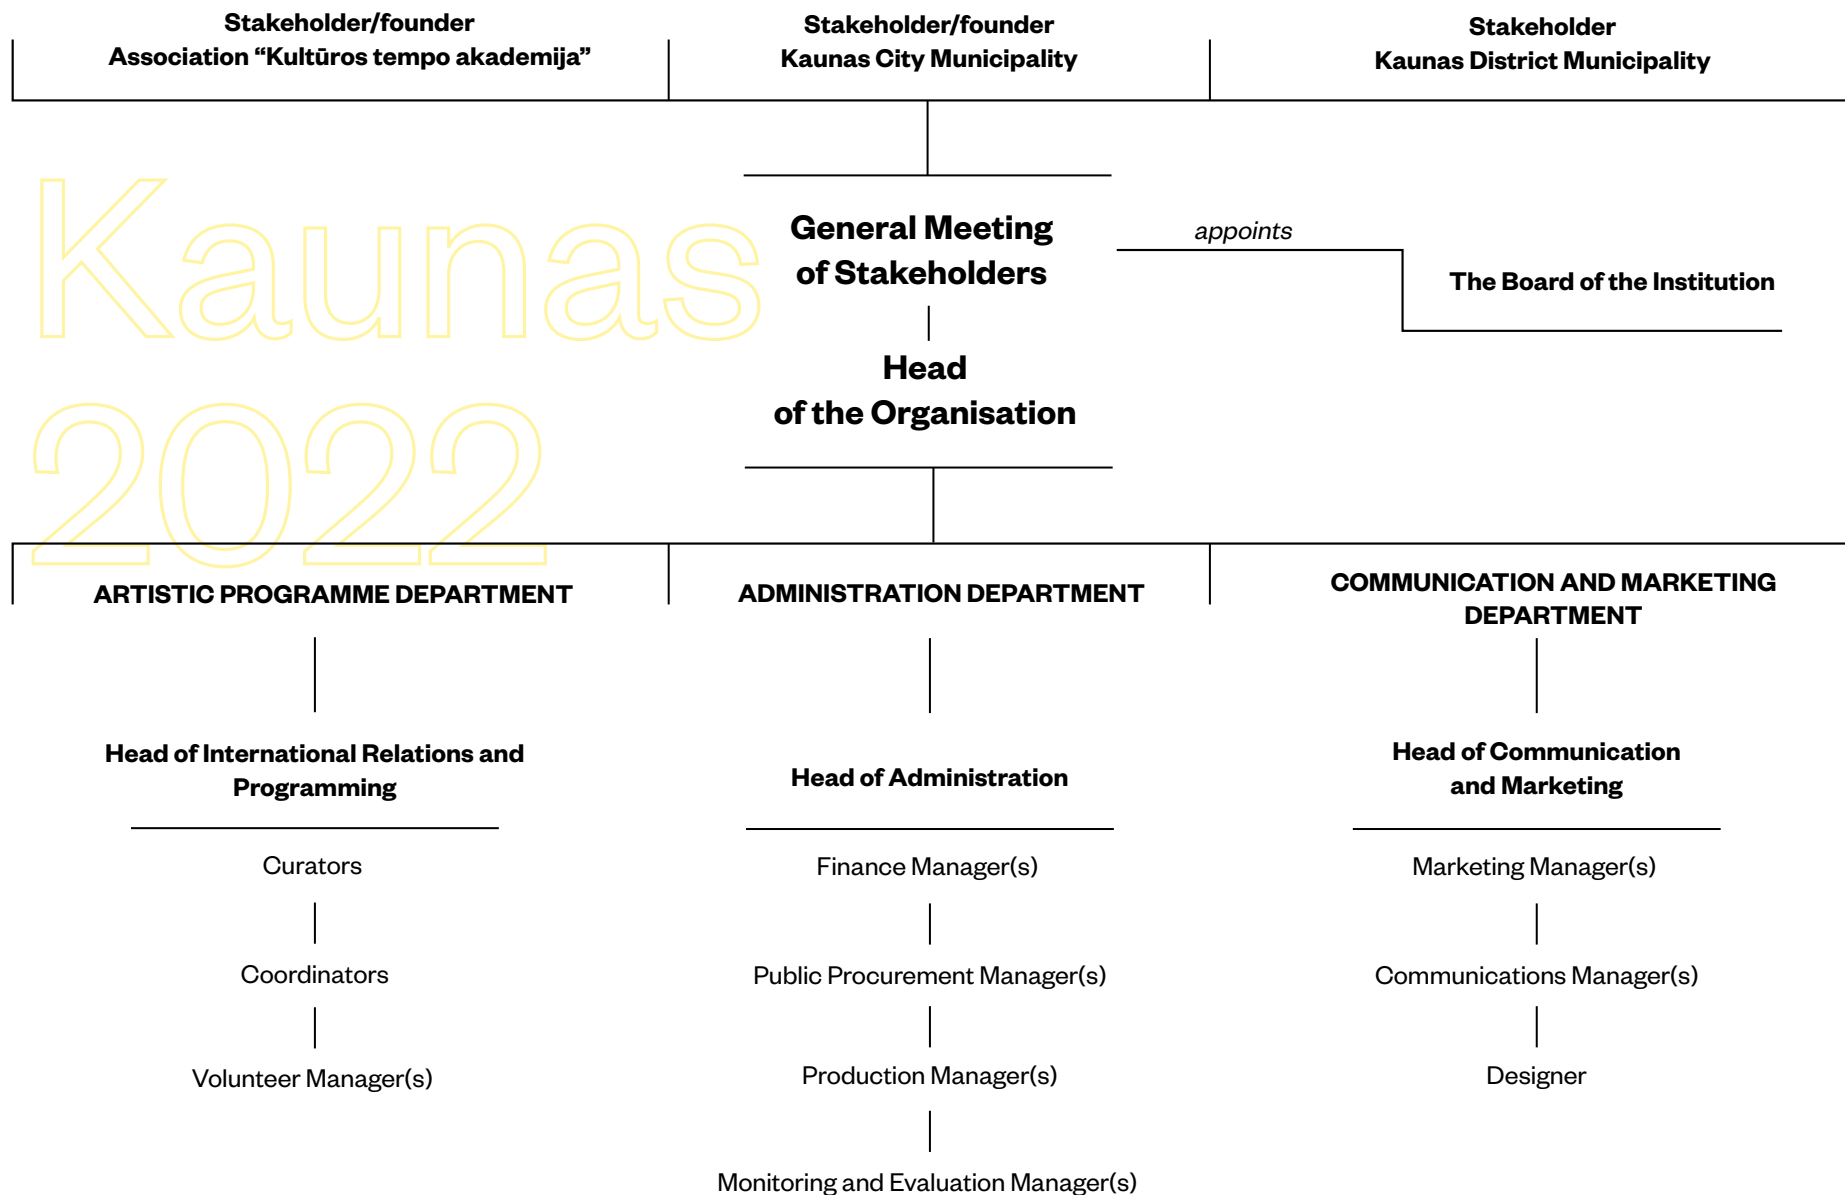 Stakeholder/founder
Association “Kultūros tempo akademija”
Stakeholder/founder
Kaunas City Municipality
Stakeholder
Kaunas District Municipality
Kaunas
2022
General Meeting
of Stakeholders
appoints
The Board of the Institution
Head
of the Organisation
ARTISTIC PROGRAMME DEPARTMENT
Head of International Relations and
Programming
Curators
Coordinators
Volunteer Manager(s)
ADMINISTRATION DEPARTMENT
Head of Administration
Finance Manager(s)
Public Procurement Manager(s)
Production Manager(s)
Monitoring and Evaluation Manager(s)
COMMUNICATION AND MARKETING
DEPARTMENT
Head of Communication
and Marketing
Marketing Manager(s)
Communications Manager(s)
Designer